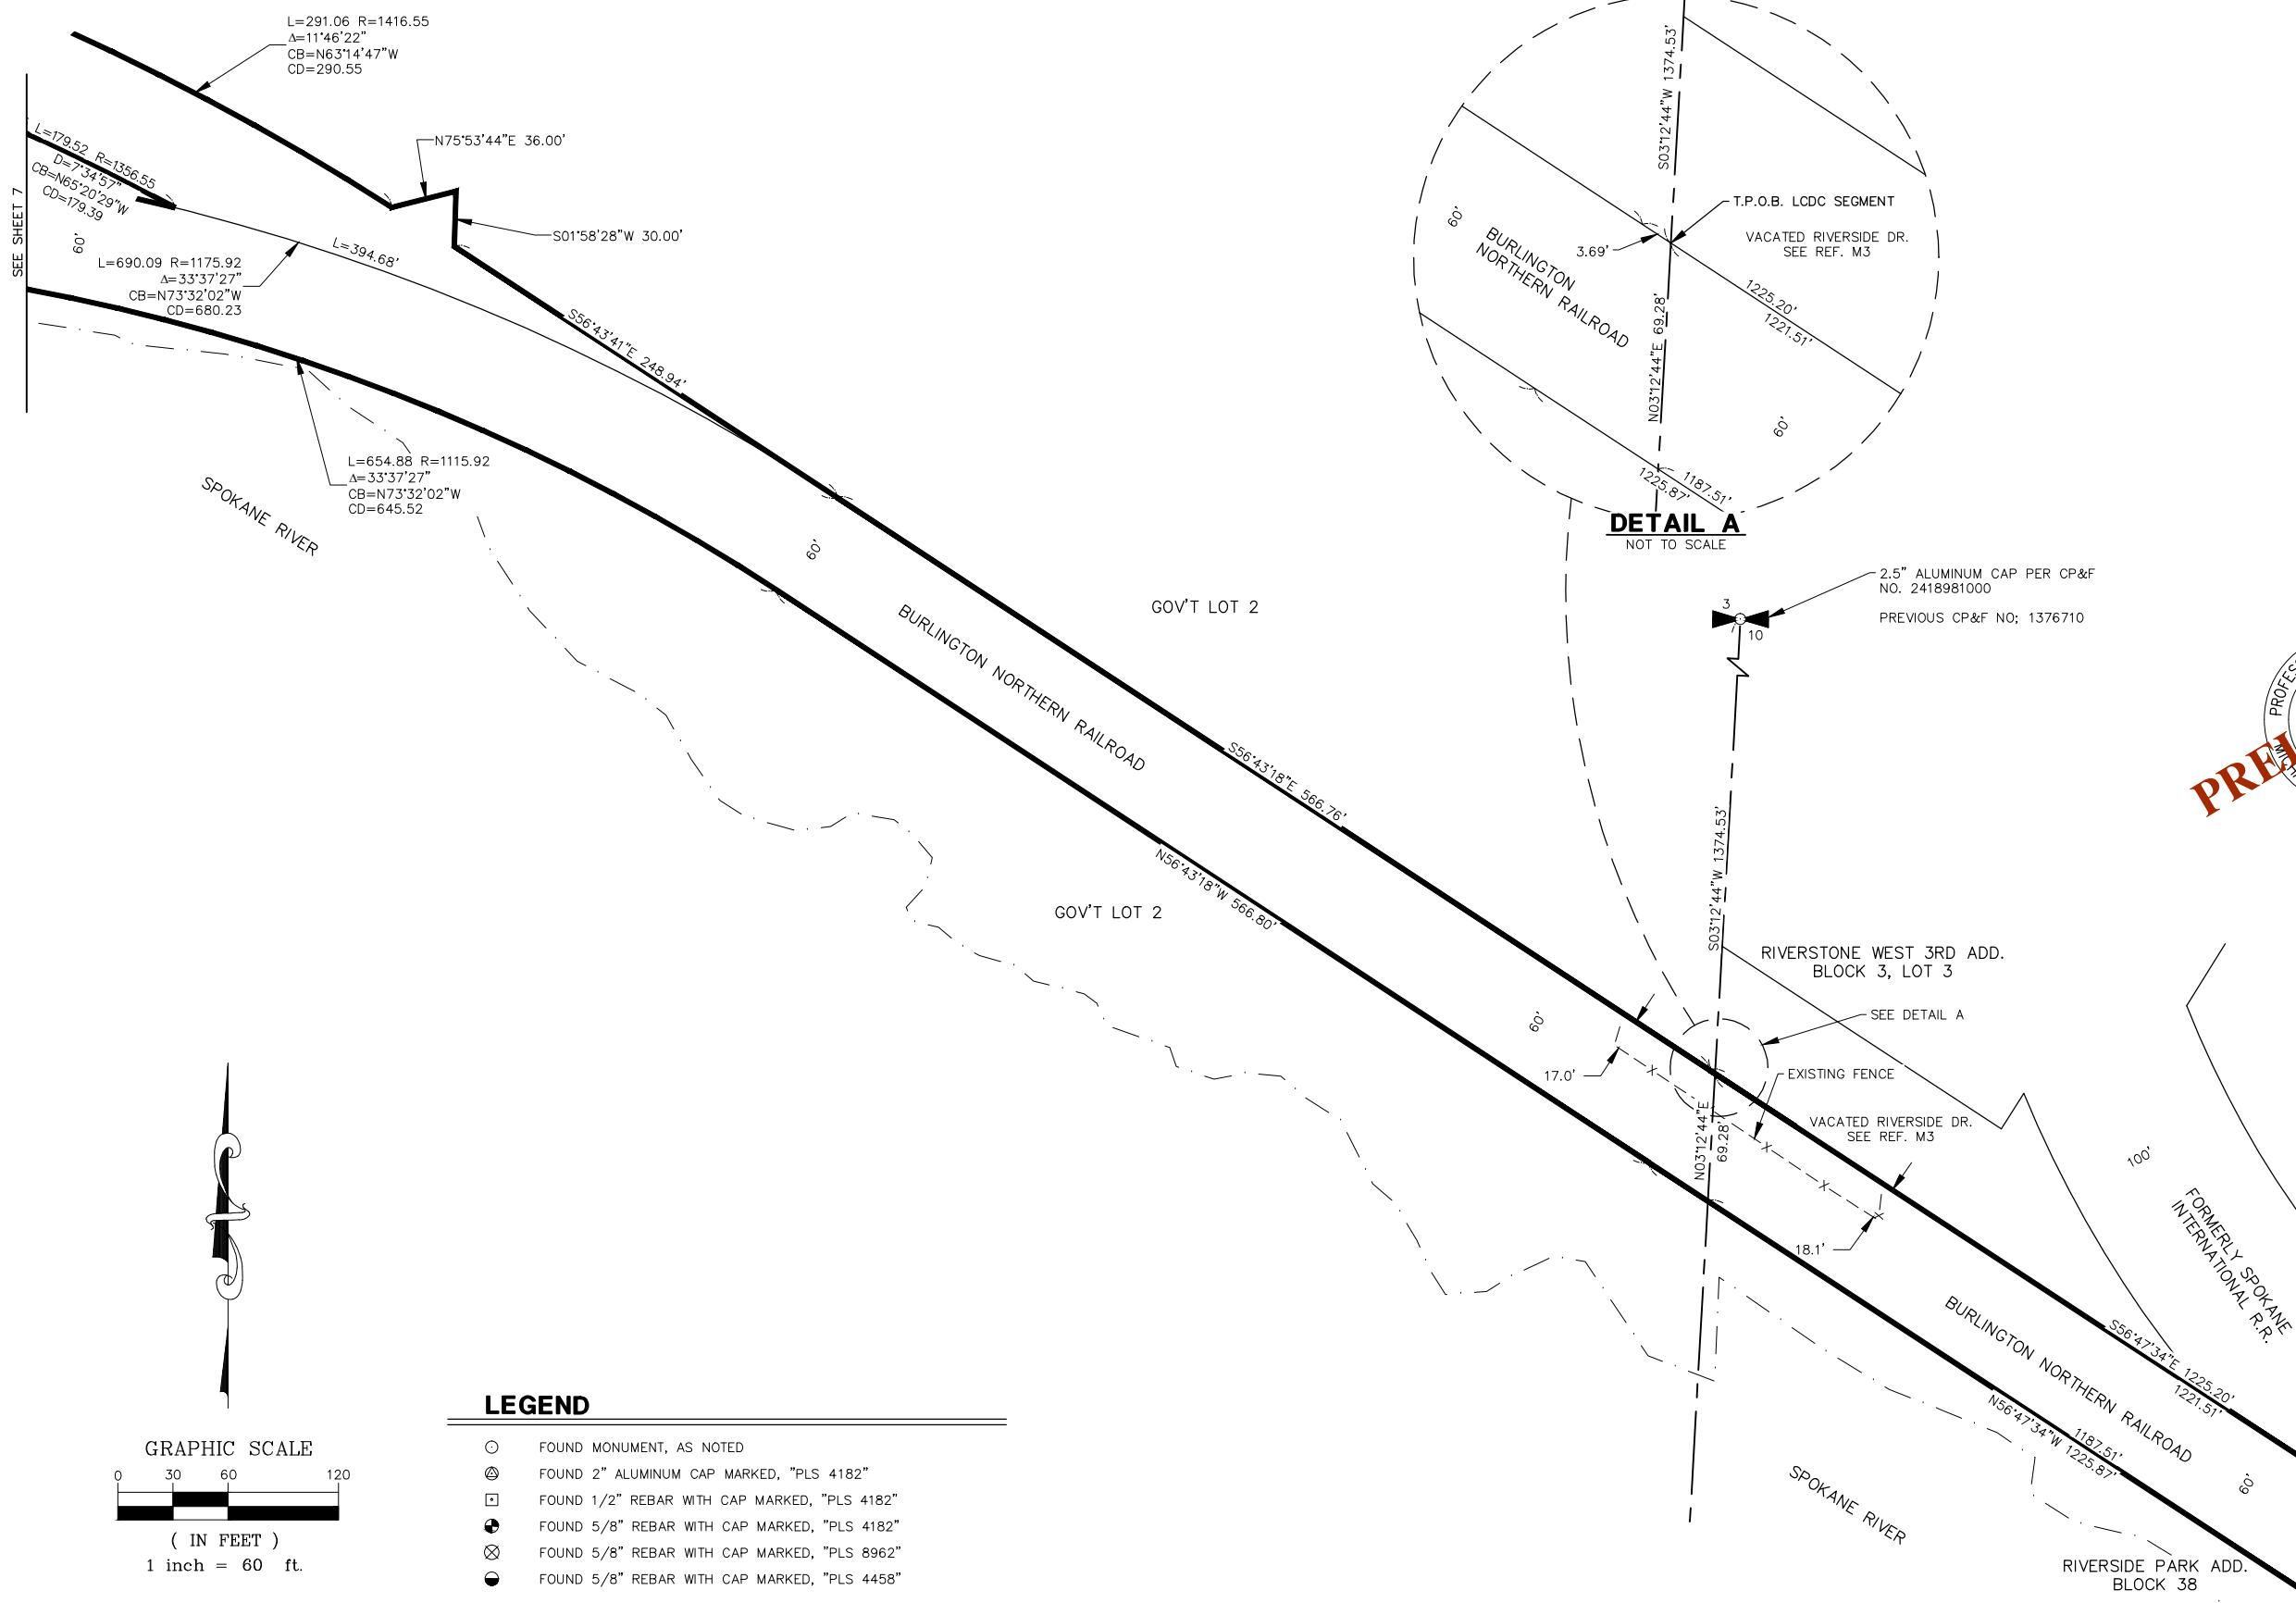 L=291.06 R=1416.55
Δ=11°46'22"
CB=N63°14'47"W
CD=290.55
N75°53'44"E 36.00'
S01°58'28"W 30.00'
SEE SHEET 7
L=179.52 R=1356.55
D=7°34'57"
CB=N65°20'29"W
CD=179.39
60'
L=394.68'
L=690.09 R=1175.92
Δ=33°37'27"
CB=N73°32'02"W
CD=680.23
S56°43'41"E 248.94'
L=654.88 R=1115.92
Δ=33°37'27"
CB=N73°32'02"W
CD=645.52
SPOKANE RIVER
60'
BURLINGTON NORTHERN RAILROAD
GOV'T LOT 2
S03°12'44"W 1374.53'
T.P.O.B. LCDC SEGMENT
VACATED RIVERSIDE DR.
SEE REF. M3
60'
BURLINGTON
NORTHERN RAILROAD
3.69'
1225.20'
1221.51'
N03°12'44"E 69.28'
60'
1187.51'
1225.87'
DETAIL A
NOT TO SCALE
2.5" ALUMINUM CAP PER CP&F
NO. 2418981000
PREVIOUS CP&F NO; 1376710
3
10
S56°43'18"E 566.76'
N56°43'18"W 566.80'
GOV'T LOT 2
S03°12'44"W 1374.53'
RIVERSTONE WEST 3RD ADD.
BLOCK 3, LOT 3
SEE DETAIL A
60'
17.0'
EXISTING FENCE
X
X
X
X
N03°12'44"E
69.28'
VACATED RIVERSIDE DR.
SEE REF. M3
18.1'
100'
FORMERLY SPOKANE
INTERNATIONAL R.R.
BURLINGTON NORTHERN RAILROAD
S56°47'34"E 1225.20'
1221.51'
1187.51'
N56°47'34"W 1225.87'
60'
SPOKANE RIVER
RIVERSIDE PARK ADD.
BLOCK 38
GRAPHIC SCALE
0 30 60 120
( IN FEET )
1 inch = 60 ft.
LEGEND
FOUND MONUMENT, AS NOTED
FOUND 2" ALUMINUM CAP MARKED, "PLS 4182"
FOUND 1/2" REBAR WITH CAP MARKED, "PLS 4182"
FOUND 5/8" REBAR WITH CAP MARKED, "PLS 4182"
FOUND 5/8" REBAR WITH CAP MARKED, "PLS 8962"
FOUND 5/8" REBAR WITH CAP MARKED, "PLS 4458"